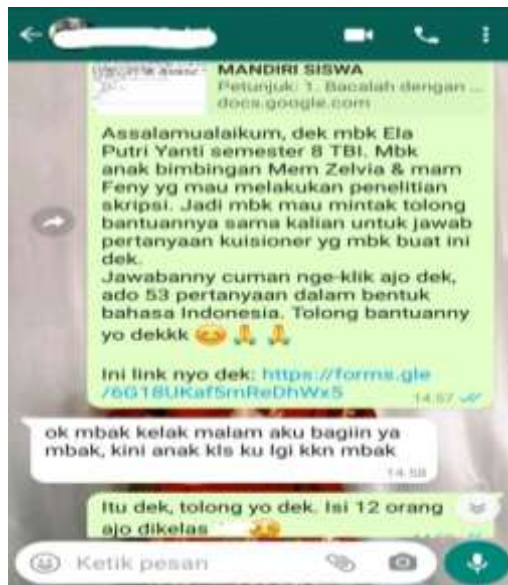 MANDIRI SISWA
Petunjuk: 1. Bacalah dengan ...
docs.google.com
Assalamualaikum, dek mbk Ela
Putri Yanti semester 8 TBI. Mbk
anak bimbingan Mem Zelvia & mam
Feny yg mau melakukan penelitian
skripsi. Jadi mbk mau mintak tolong
bantuannya sama kalian untuk jawab
pertanyaan kuisioner yg mbk buat ini
dek.
Jawabanny cuman nge-klik ajo dek,
ado 53 pertanyaan dalam bentuk
bahasa Indonesia. Tolong bantuanny
yo dekkk 😊 🙏 🙏
Ini link nyo dek: https://forms.gle
/6G18UKaf5mReDhWx5
14.57
ok mbak kelak malam aku bagiin ya
mbak, kini anak kls ku lgi kkn mbak
14.58
Itu dek, tolong yo dek. Isi 12 orang
ajo dikelas
Ketik pesan